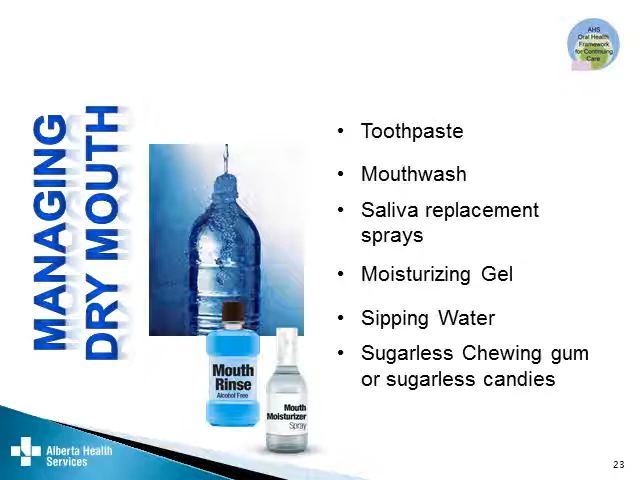 AHS
Oral Health
Framework
for Continuing
Care
MANAGING
DRY MOUTH
• Toothpaste
• Mouthwash
• Saliva replacement
sprays
• Moisturizing Gel
• Sipping Water
• Sugarless Chewing gum
or sugarless candies
Mouth
Rinse
Alcohol Free
Mouth
Moisturizer
Spray
Alberta Health
Services
23